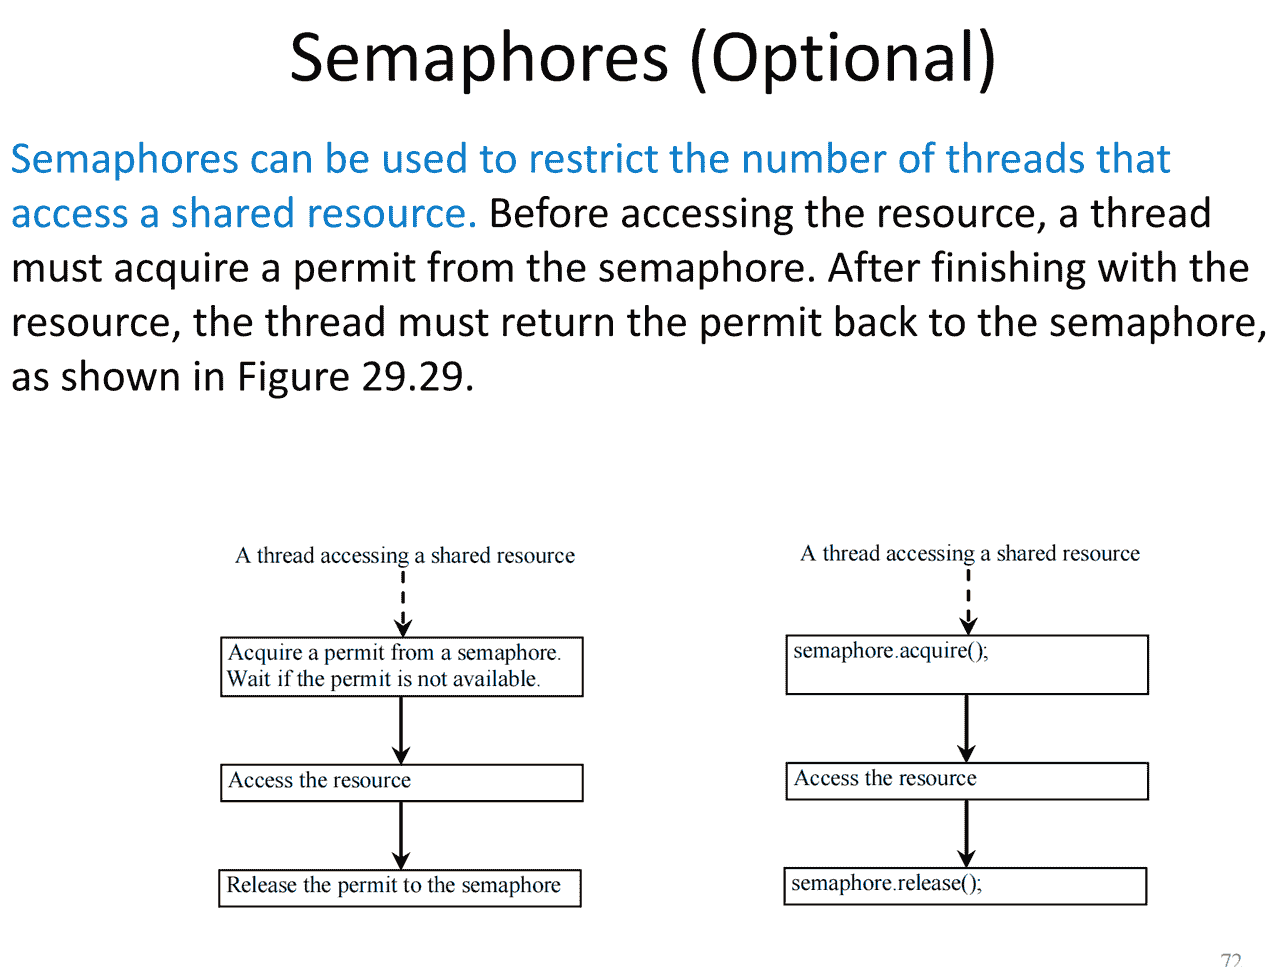 Semaphores (Optional)
Semaphores can be used to restrict the number of threads that
access a shared resource. Before accessing the resource, a thread
must acquire a permit from the semaphore. After finishing with the
resource, the thread must return the permit back to the semaphore,
as shown in Figure 29.29.
A thread accessing a shared resource
Acquire a permit from a semaphore.
Wait if the permit is not available.
Access the resource
Release the permit to the semaphore
A thread accessing a shared resource
semaphore.acquire();
Access the resource
semaphore.release();
72